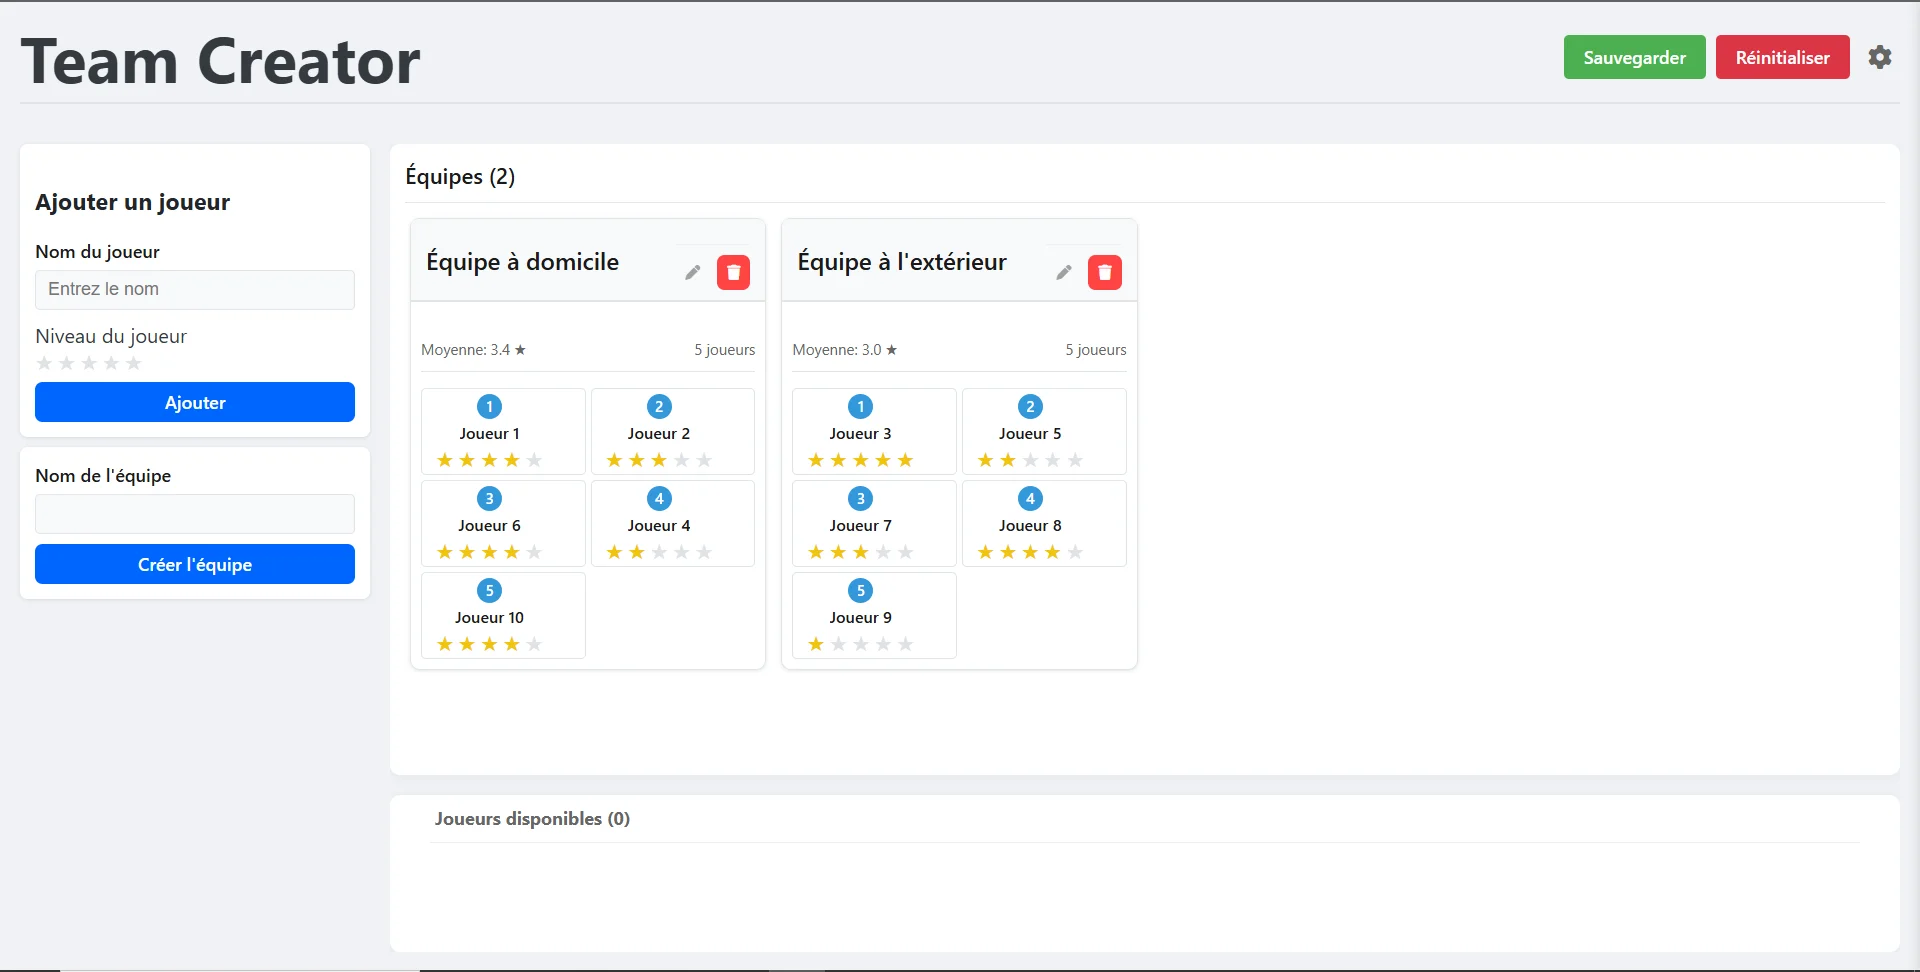 Team Creator
Sauvegarder
Réinitialiser
Ajouter un joueur
Nom du joueur
Entrez le nom
Niveau du joueur
Ajouter
Nom de l'équipe
Créer l'équipe
Équipes (2)
Équipe à domicile
Moyenne: 3.4 ★
5 joueurs
1
Joueur 1
2
Joueur 2
3
Joueur 6
4
Joueur 4
5
Joueur 10
Équipe à l'extérieur
Moyenne: 3.0 ★
5 joueurs
1
Joueur 3
2
Joueur 5
3
Joueur 7
4
Joueur 8
5
Joueur 9
Joueurs disponibles (0)